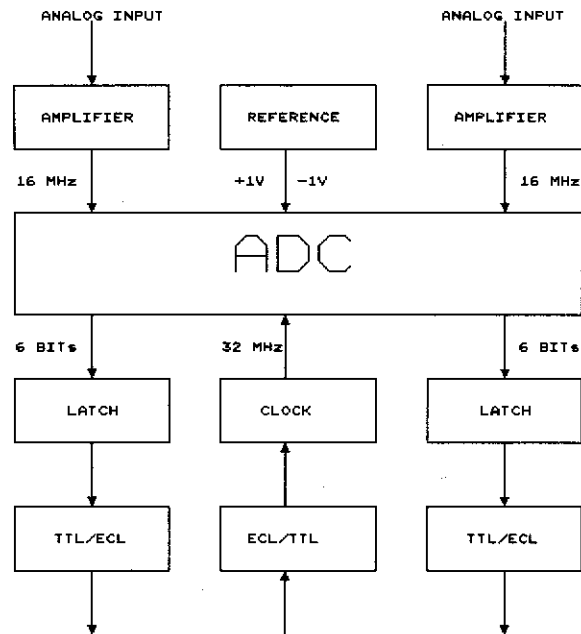 ANALOG INPUT ANALOG INPUT
AMPLIFIER REFERENCE AMPLIFIER
16 MHz +1V -1V 16 MHz
ADC
6 BITs 32 MHz 6 BITs
LATCH CLOCK LATCH
TTL/ECL ECL/TTL TTL/ECL